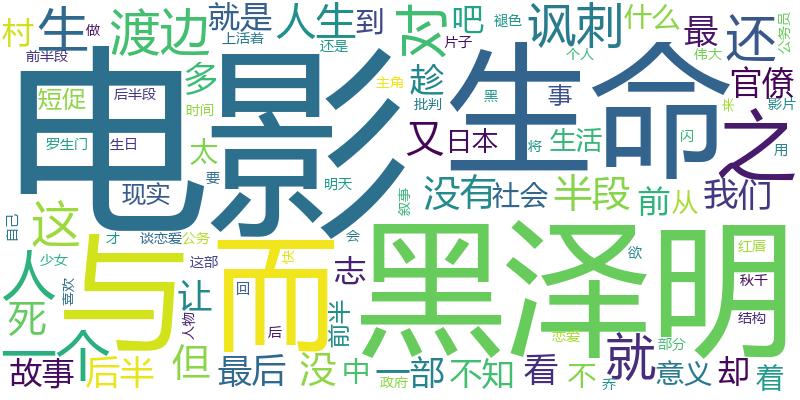 电影
生命
黑泽明
与
而
之
渡边
讽刺
对
还
生
人生
到
吧
什么
最
就是
村
做
上活着
还是
片子
褪色
个人
伟大
公务员
前半段
后半段
短促
多
趁
事
官僚
主角
批判
黑
来
影片
时间
罗生门
生日
太
又
日本
将
生活
闪
用
要
明天
现实
没有
社会
半段
前
从
我们
叙事
这
自己
才
谈恋爱
公务
这部
快
会
欲
红唇
秋千
结构
人
少女
喜欢
让
回
志
死
人物
后
前半
就
恋爱
部分
一个
但
故事
后半
最后
没
中
政府
一部
不知
看
不
乔
意义
却
着